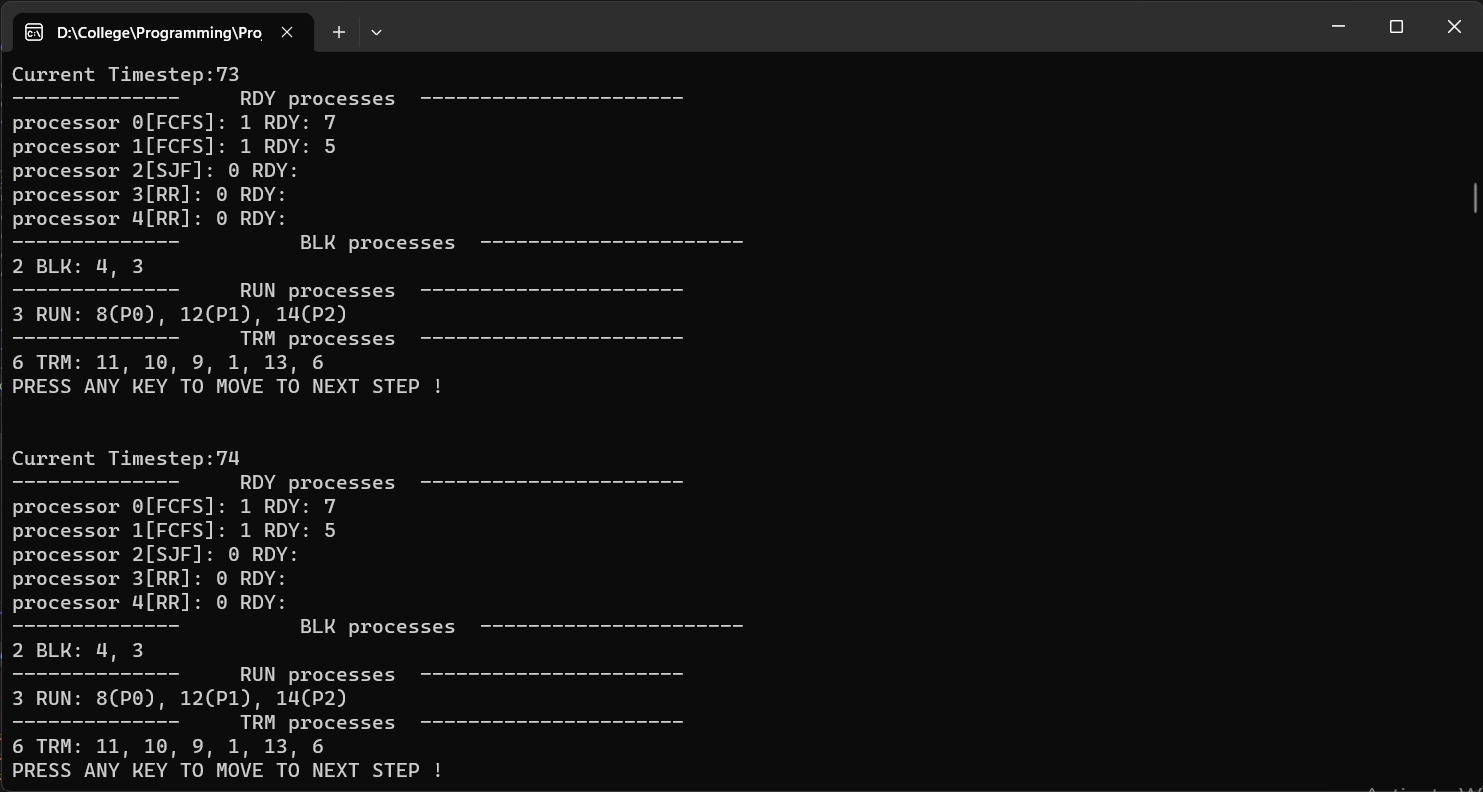 D:\College\Programming\Pro
Current Timestep:73
--------------     RDY processes  ----------------------
processor 0[FCFS]: 1 RDY: 7
processor 1[FCFS]: 1 RDY: 5
processor 2[SJF]: 0 RDY:
processor 3[RR]: 0 RDY:
processor 4[RR]: 0 RDY:
--------------          BLK processes  ----------------------
2 BLK: 4, 3
--------------     RUN processes  ----------------------
3 RUN: 8(P0), 12(P1), 14(P2)
--------------     TRM processes  ----------------------
6 TRM: 11, 10, 9, 1, 13, 6
PRESS ANY KEY TO MOVE TO NEXT STEP !
Current Timestep:74
--------------     RDY processes  ----------------------
processor 0[FCFS]: 1 RDY: 7
processor 1[FCFS]: 1 RDY: 5
processor 2[SJF]: 0 RDY:
processor 3[RR]: 0 RDY:
processor 4[RR]: 0 RDY:
--------------          BLK processes  ----------------------
2 BLK: 4, 3
--------------     RUN processes  ----------------------
3 RUN: 8(P0), 12(P1), 14(P2)
--------------     TRM processes  ----------------------
6 TRM: 11, 10, 9, 1, 13, 6
PRESS ANY KEY TO MOVE TO NEXT STEP !